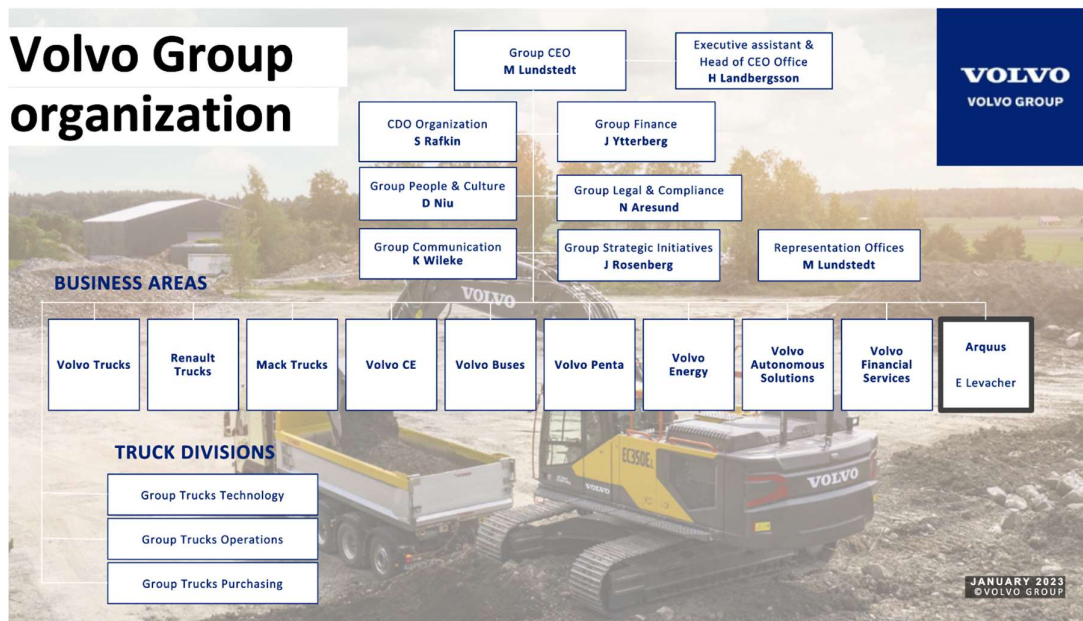 Volvo Group
organization
Group CEO
M Lundstedt
Executive assistant &
Head of CEO Office
H Landbergsson
VOLVO
VOLVO GROUP
CDO Organization
S Rafkin
Group Finance
J Ytterberg
Group People & Culture
D Niu
Group Legal & Compliance
N Aresund
Group Communication
K Wileke
Group Strategic Initiatives
J Rosenberg
Representation Offices
M Lundstedt
BUSINESS AREAS
VOLVO
Volvo Trucks
Renault
Trucks
Mack Trucks
Volvo CE
Volvo Buses
Volvo Penta
Volvo
Energy
Volvo
Autonomous
Solutions
Volvo
Financial
Services
Arquus
E Levacher
TRUCK DIVISIONS
Group Trucks Technology
Group Trucks Operations
Group Trucks Purchasing
EC350E
VOLVO
VOLVO
JANUARY 2023
©VOLVO GROUP